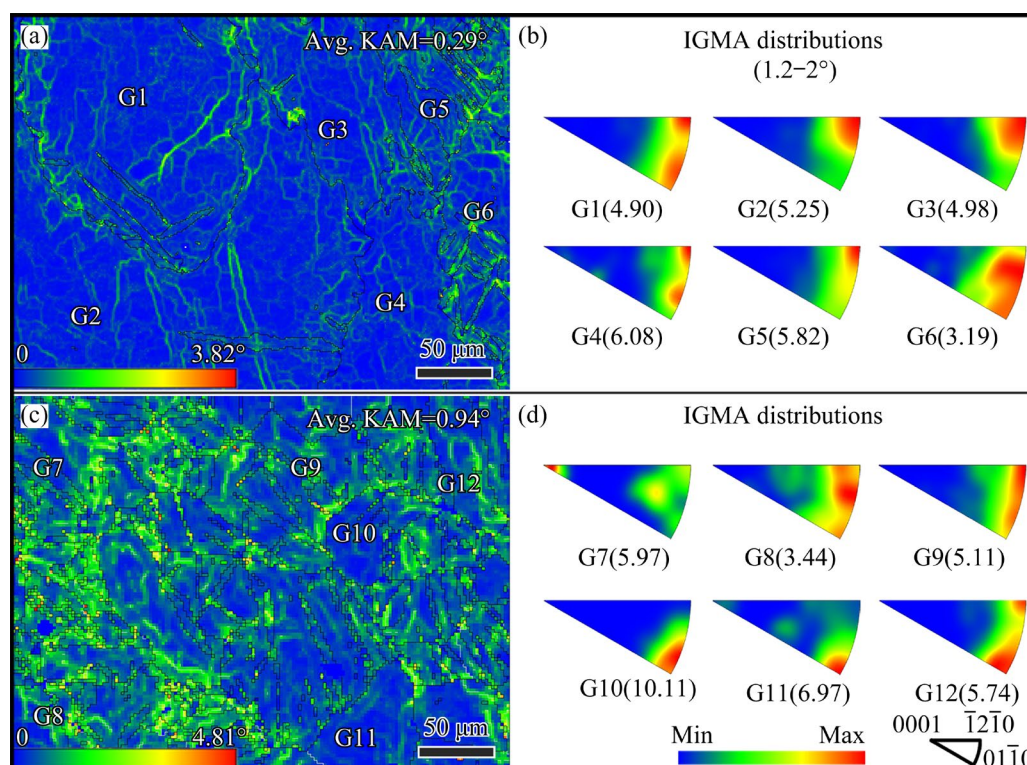 (a)
Avg. KAM=0.29°
G1
G5
G3
G6
G2
G4
0
3.82°
50 μm
(b)
IGMA distributions
(1.2−2°)
G1(4.90)
G2(5.25)
G3(4.98)
G4(6.08)
G5(5.82)
G6(3.19)
(c)
Avg. KAM=0.94°
G7
G9
G12
G10
G8
G11
0
4.81°
50 μm
(d)
IGMA distributions
G7(5.97)
G8(3.44)
G9(5.11)
G10(10.11)
G11(6.97)
G12(5.74)
Min
Max
0001
1̅21̅0
011̅0